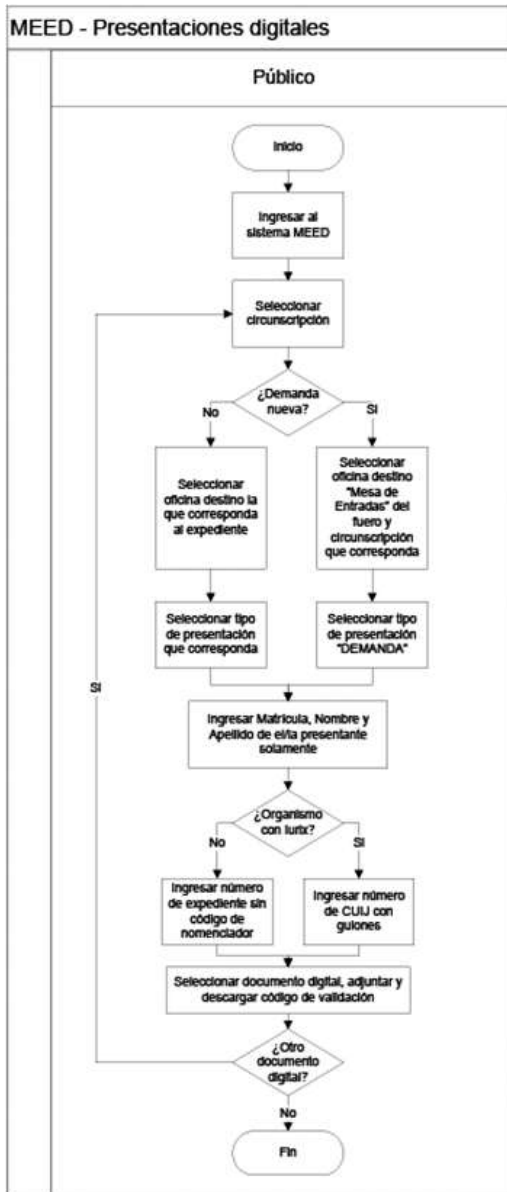 MEED - Presentaciones digitales
Público
Inicio
Ingresar al
sistema MEED
Seleccionar
circunscripción
¿Demanda
nueva?
No
SI
Seleccionar
oficina destino la
que corresponda
al expediente
Seleccionar
oficina destino
"Mesa de
Entradas" del
fuero y
circunscripción
que corresponda
Seleccionar tipo
de presentación
que corresponda
Seleccionar tipo
de presentación
"DEMANDA"
SI
Ingresar Matrícula, Nombre y
Apellido de el/la presentante
solamente
¿Organismo
con Iurix?
No
SI
Ingresar número
de expediente sin
código de
nomenclador
Ingresar número
de CUIJ con
guiones
Seleccionar documento digital, adjuntar y
descargar código de validación
¿Otro
documento
digital?
No
Fin